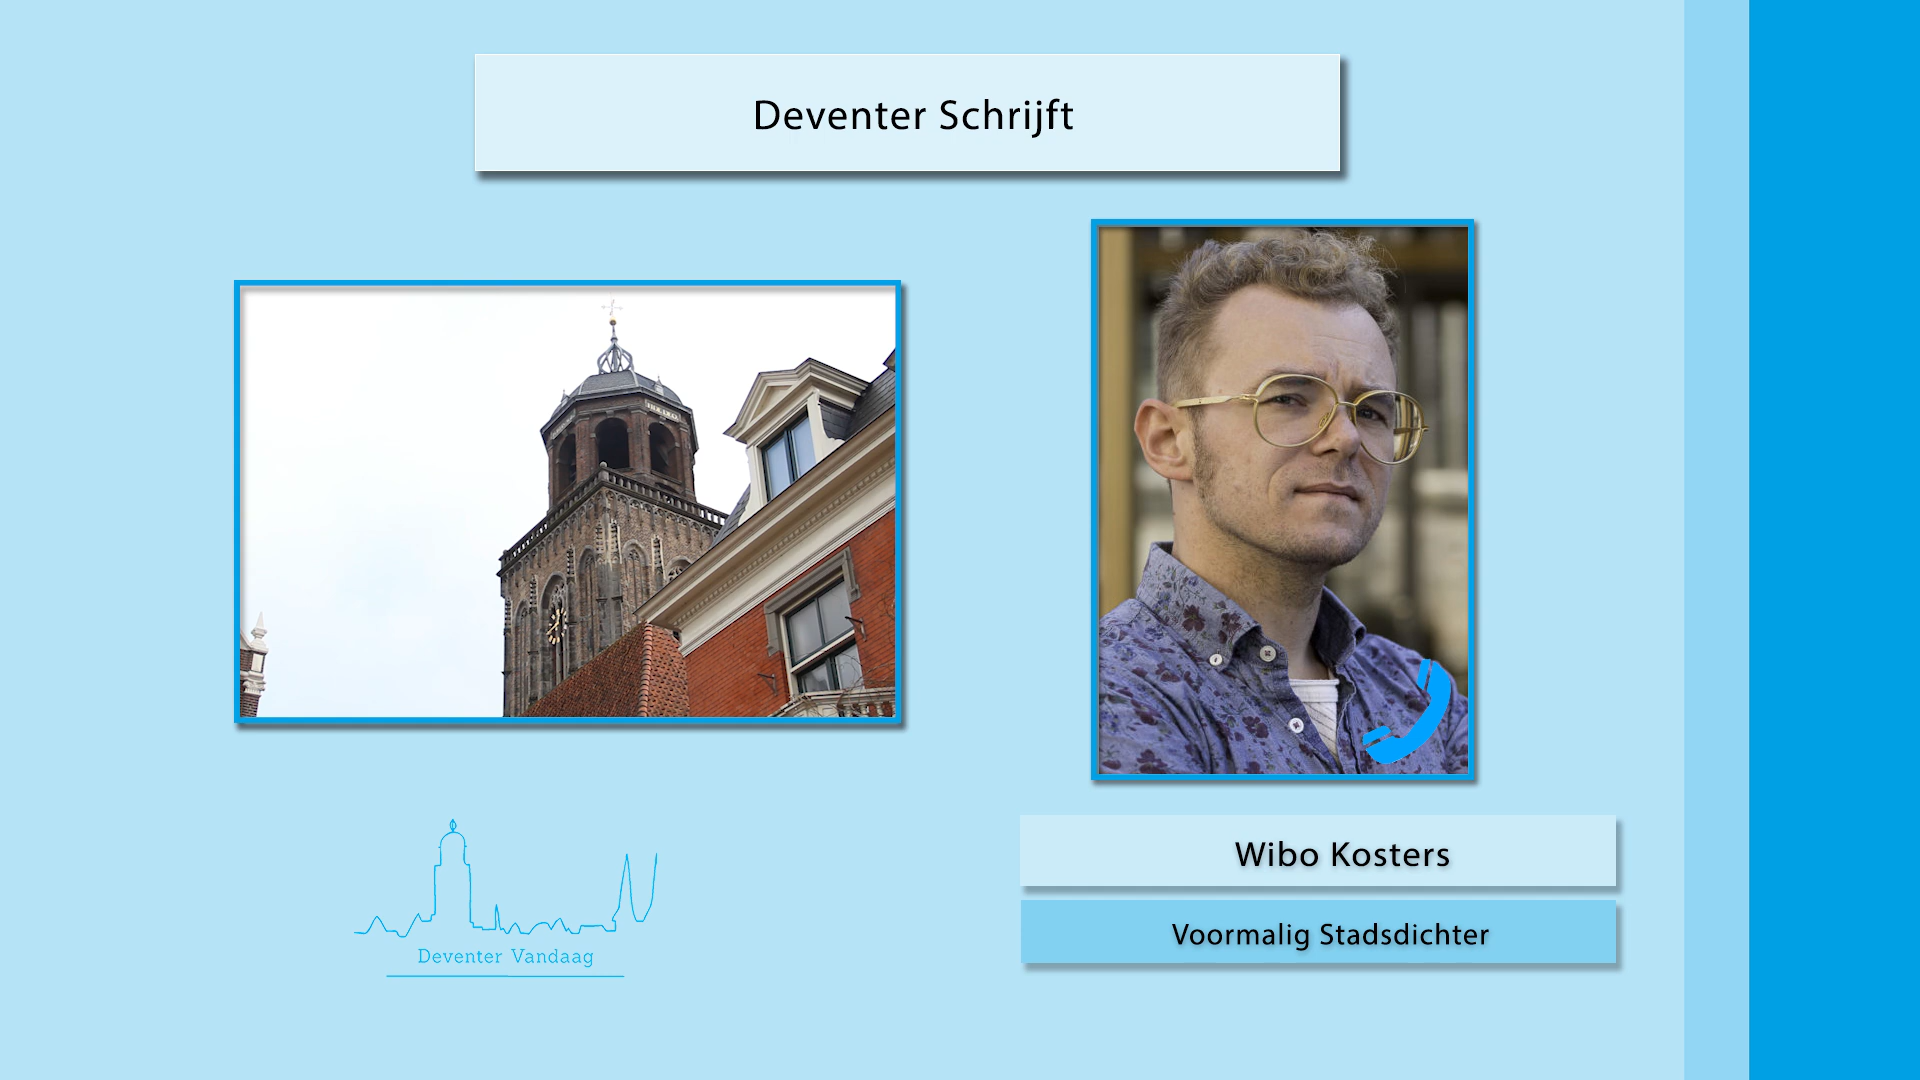 Deventer Schrijft
Wibo Kosters
Voormalig Stadsdichter
Deventer Vandaag